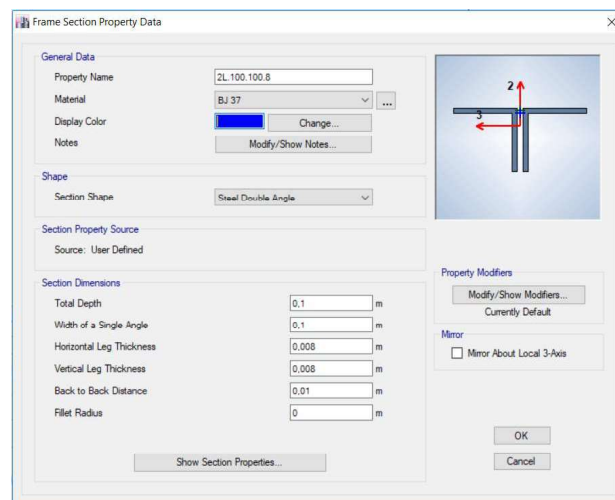 Frame Section Property Data
General Data
Property Name 2L.100.100.8
Material BJ 37 ...
Display Color Change...
Notes Modify/Show Notes...
Shape
Section Shape Steel Double Angle
Section Property Source
Source: User Defined
Section Dimensions
Total Depth 0,1 m
Width of a Single Angle 0,1 m
Horizontal Leg Thickness 0,008 m
Vertical Leg Thickness 0,008 m
Back to Back Distance 0,01 m
Fillet Radius 0 m
Show Section Properties...
2
3
Property Modifiers
Modify/Show Modifiers...
Currently Default
Mirror
Mirror About Local 3-Axis
OK
Cancel